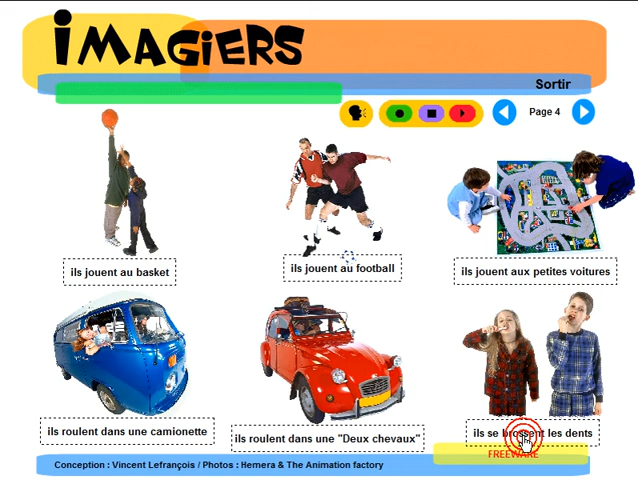 iMAGiERS
Sortir
Page 4
ils jouent au basket
ils jouent au football
ils jouent aux petites voitures
ils roulent dans une camionette
ils roulent dans une "Deux chevaux"
ils se brossent les dents
FREEWARE
Conception : Vincent Lefrançois / Photos : Hemera & The Animation factory